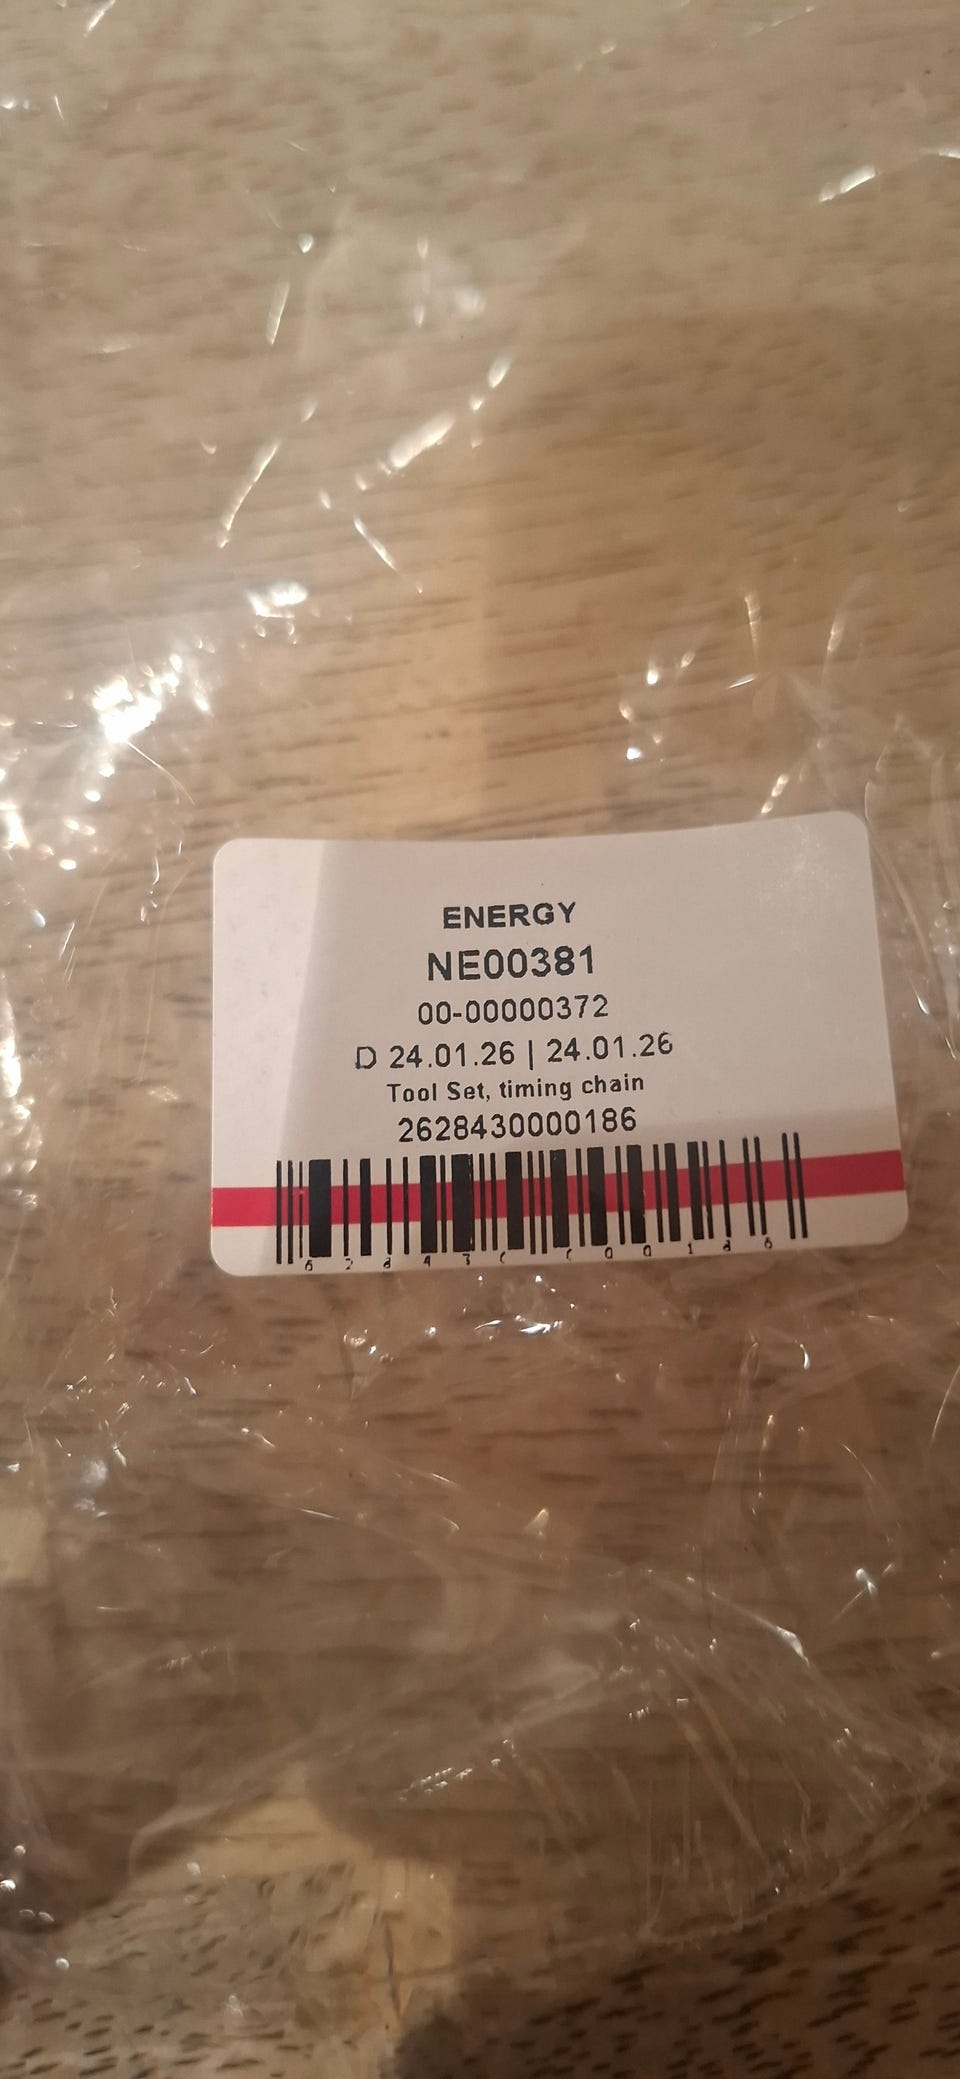 ENERGY
NE00381
00-00000372
D 24.01.26 | 24.01.26
Tool Set, timing chain
2628430000186